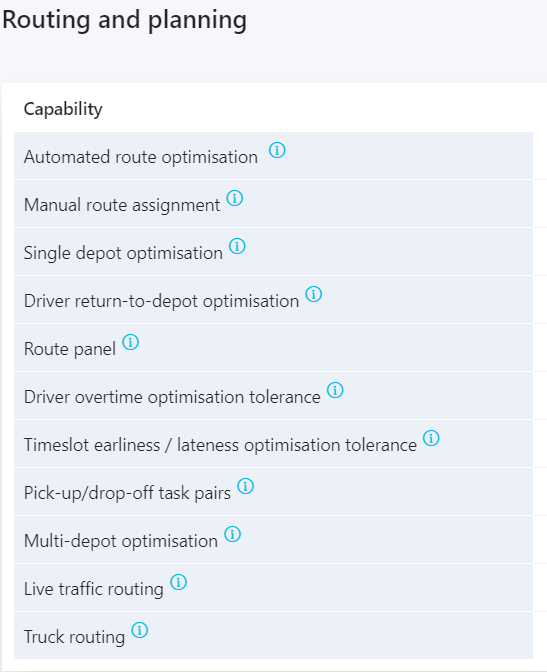 Routing and planning
Capability
Automated route optimisation
Manual route assignment
Single depot optimisation
Driver return-to-depot optimisation
Route panel
Driver overtime optimisation tolerance
Timeslot earliness / lateness optimisation tolerance
Pick-up/drop-off task pairs
Multi-depot optimisation
Live traffic routing
Truck routing